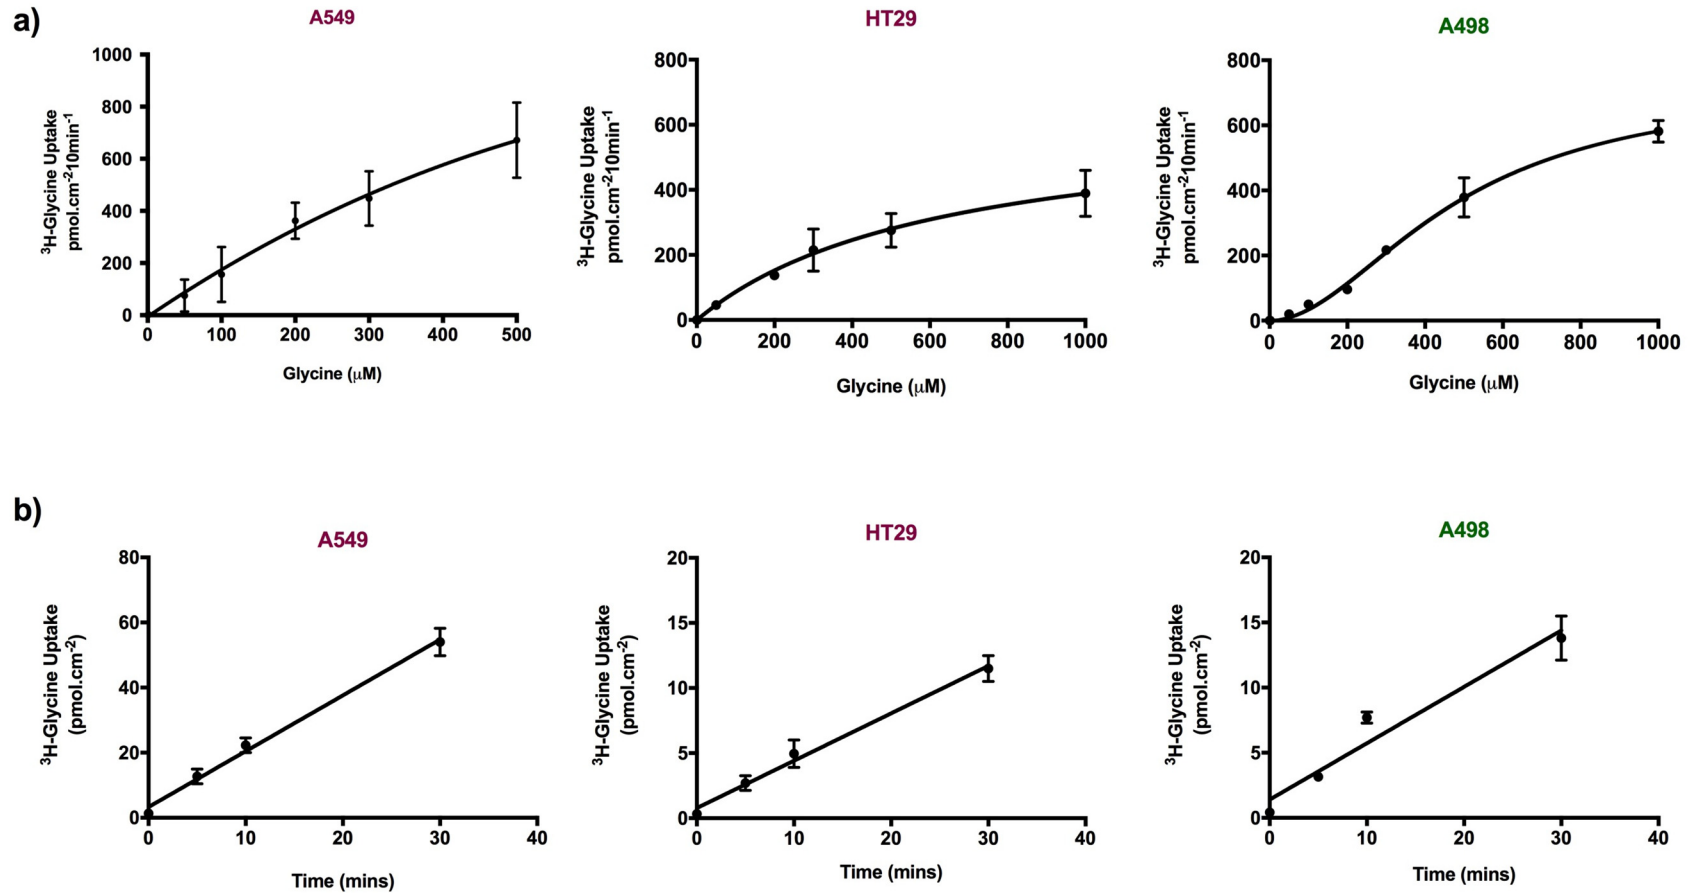 a)
A549
³H-Glycine Uptake
pmol.cm⁻²10min⁻¹
1000
800
600
400
200
0
0 100 200 300 400 500
Glycine (μM)
HT29
³H-Glycine Uptake
pmol.cm⁻²10min⁻¹
800
600
400
200
0
0 200 400 600 800 1000
Glycine (μM)
A498
³H-Glycine Uptake
pmol.cm⁻²10min⁻¹
800
600
400
200
0
0 200 400 600 800 1000
Glycine (μM)
b)
A549
³H-Glycine Uptake
(pmol.cm⁻²)
80
60
40
20
0
0 10 20 30 40
Time (mins)
HT29
³H-Glycine Uptake
(pmol.cm⁻²)
20
15
10
5
0
0 10 20 30 40
Time (mins)
A498
³H-Glycine Uptake
(pmol.cm⁻²)
20
15
10
5
0
0 10 20 30 40
Time (mins)